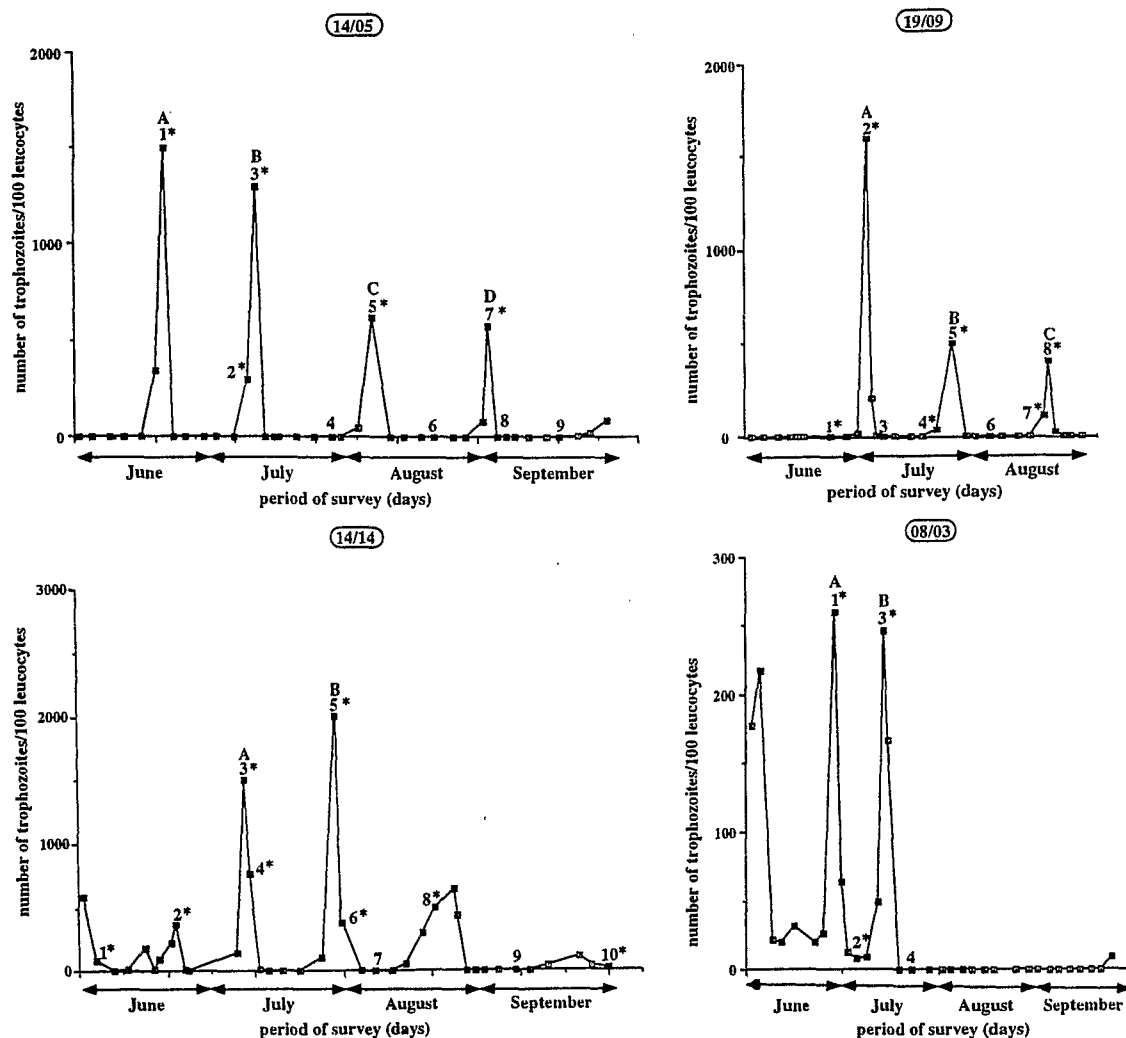 14/05
number of trophozoites/100 leucocytes
2000
1000
0
A
1*
2*
B
3*
4
C
5*
6
D
7*
8
9
June July August September
period of survey (days)
19/09
number of trophozoites/100 leucocytes
2000
1000
0
1*
A
2*
3
4*
B
5*
6
7*
C
8*
June July August
period of survey (days)
14/14
number of trophozoites/100 leucocytes
3000
2000
1000
0
1*
2*
A
3*
4*
B
5*
6*
7
8*
9
10*
June July August September
period of survey (days)
08/03
number of trophozoites/100 leucocytes
300
200
100
0
A
1*
2*
B
3*
4
June July August September
period of survey (days)